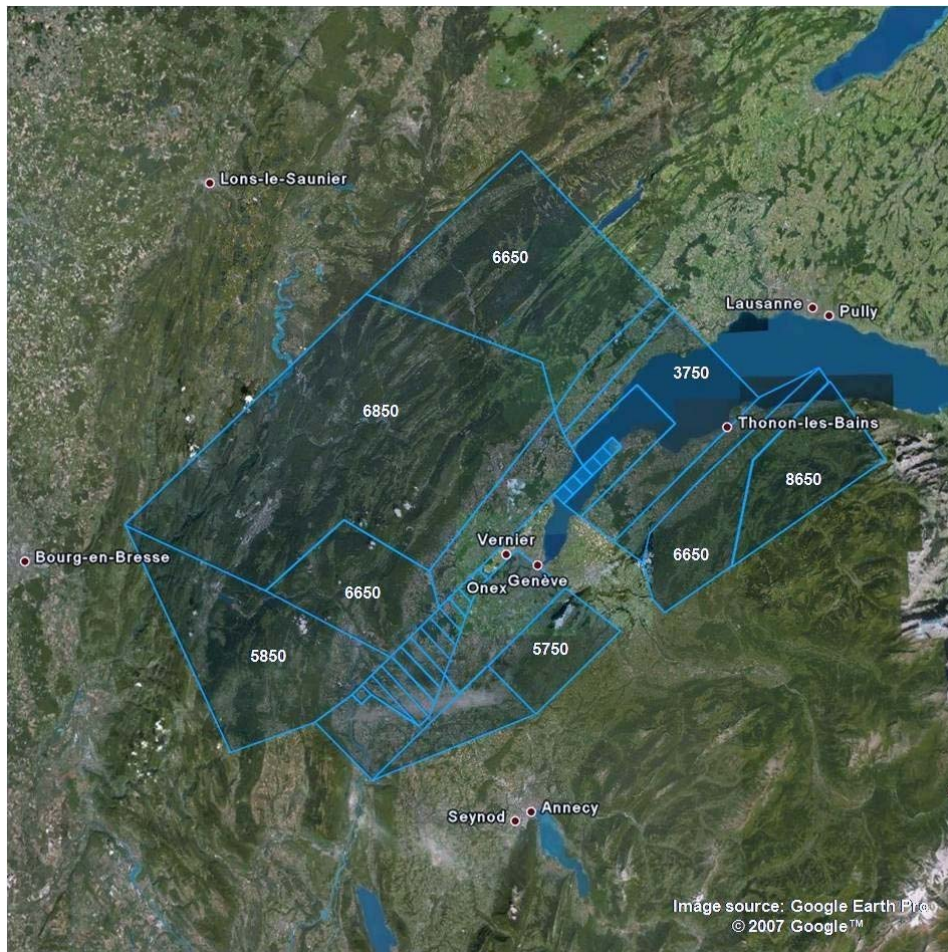 Lons-le-Saunier
6650
Lausanne
Pully
3750
6850
Thonon-les-Bains
8650
Vernier
Bourg-en-Bresse
6650
Genève
Onex
6650
5850
5750
Seynod
Annecy
Image source: Google Earth Pro
© 2007 Google™